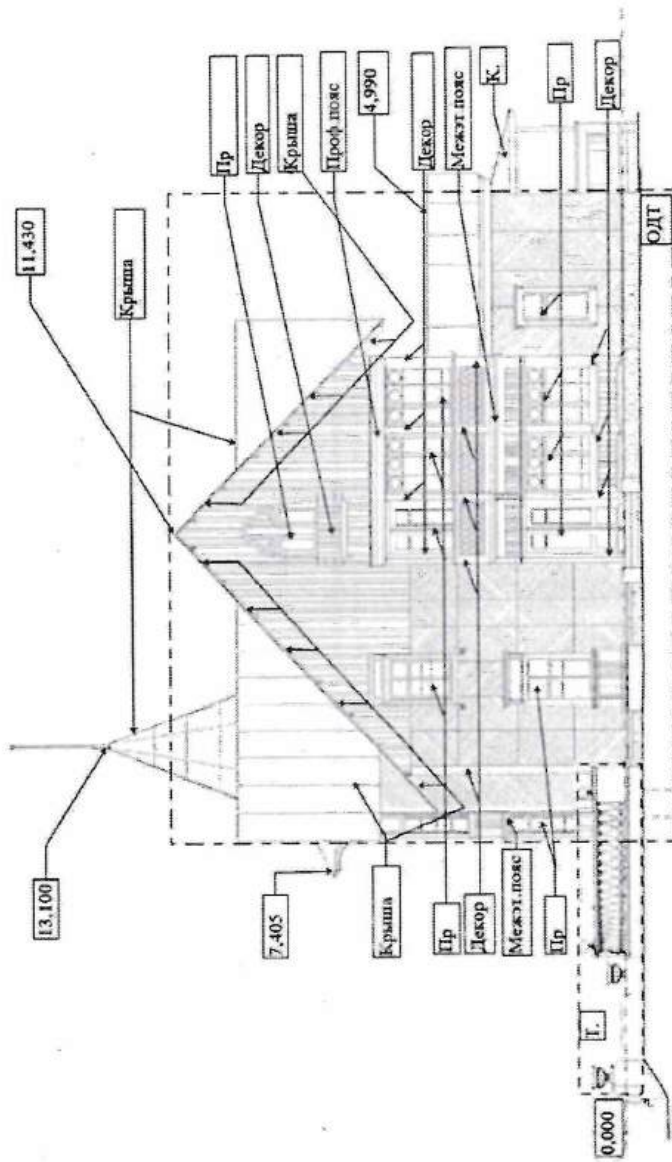 13.100
11.430
Крыша
7,405
Крыша
Пр
Декор
Межэт.пояс
Пр
Пр
Декор
Крыша
Проф.пояс
4,990
Декор
Межэт пояс
К.
Пр
Декор
ОДТ
Т.
0,000